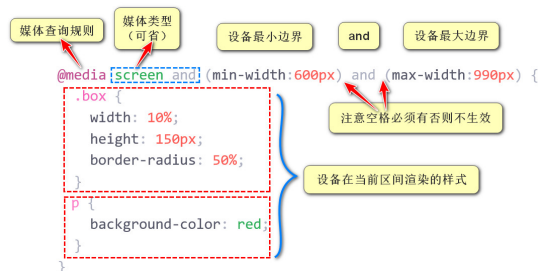 媒体查询规则
媒体类型
（可省）
设备最小边界
and
设备最大边界
@media screen and (min-width:600px) and (max-width:990px) {
.box {
width: 10%;
height: 150px;
border-radius: 50%;
}
注意空格必须有否则不生效
设备在当前区间渲染的样式
p {
background-color: red;
}
}